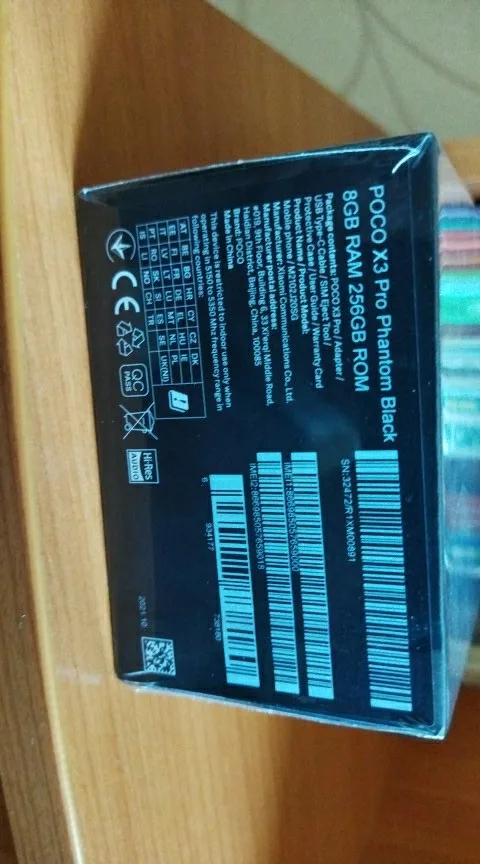 POCO X3 Pro Phantom Black
8GB RAM 256GB ROM
Package contents: POCO X3 Pro / Adapter /
USB Type-C Cable / SIM Eject Tool /
Protective Case / User Guide / Warranty Card
Product Name / Product Model:
Mobile phone / M2102J20SG
Manufacturer: Xiaomi Communications Co., Ltd.
Manufacturer postal address:
#019, 9th Floor, Building 6, 33 Xi'erqi Middle Road,
Haidian District, Beijing, China, 100085
Brand: POCO
Made in China
This device is restricted to indoor use only when
operating in 5150 to 5350 MHz frequency range in
following countries:
AT BE BG HR CY CZ DK
EE FI FR DE HU IE
IT LV LT LU MT NL PL
PT RO SK SI ES SE UK(NI)
IS NO CH TR
CE
QC
PASS
Hi-Res
AUDIO
SN:32472/R1XM00891
IMEI1:
IMEI2:
6 934177
2021.10